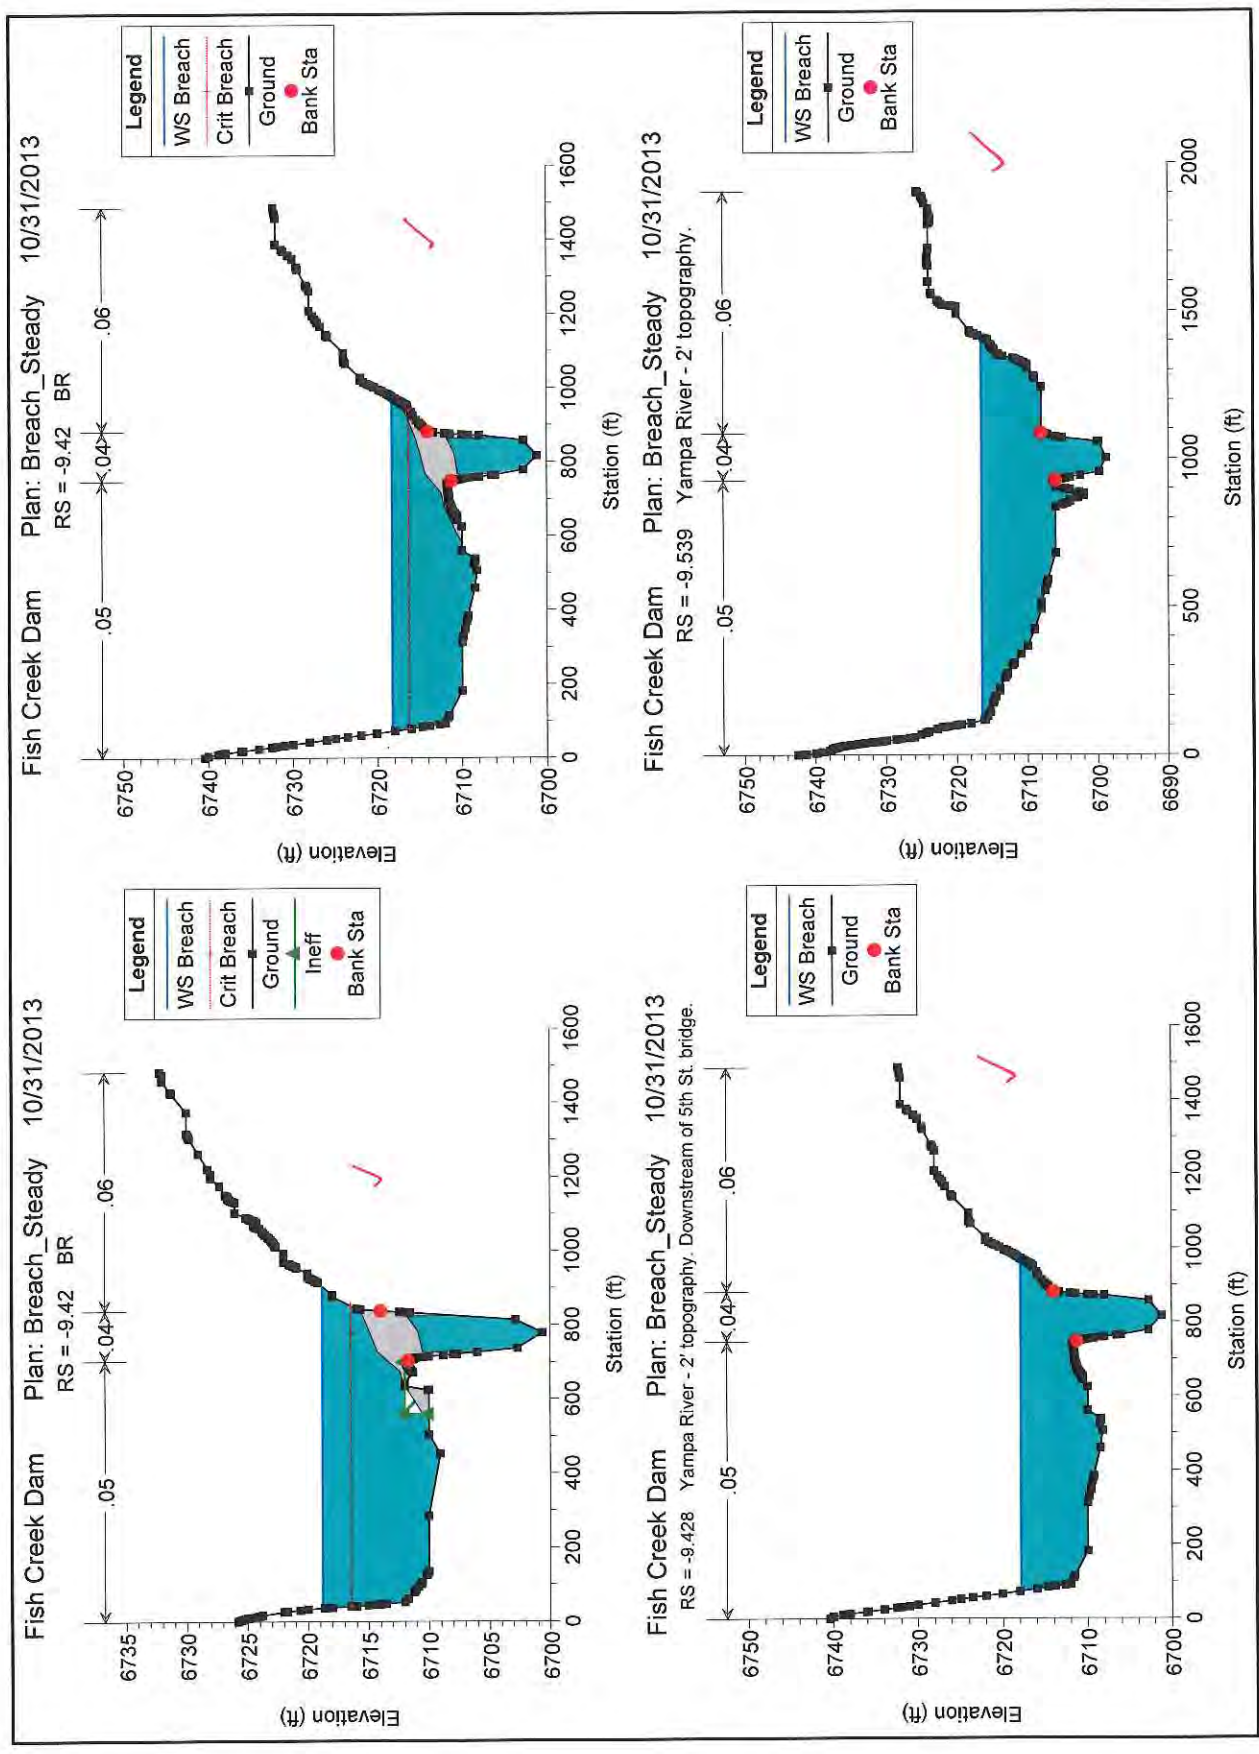 Fish Creek Dam Plan: Breach_Steady 10/31/2013
RS = -9.42 BR
.05
.04
.06
Legend
WS Breach
Crit Breach
Ground
Ineff
Bank Sta
Elevation (ft)
6735
6730
6725
6720
6715
6710
6705
6700
0 200 400 600 800 1000 1200 1400 1600
Station (ft)
Fish Creek Dam Plan: Breach_Steady 10/31/2013
RS = -9.42 BR
.05
.04
.06
Legend
WS Breach
Crit Breach
Ground
Bank Sta
Elevation (ft)
6750
6740
6730
6720
6710
6700
0 200 400 600 800 1000 1200 1400 1600
Station (ft)
Fish Creek Dam Plan: Breach_Steady 10/31/2013
RS = -9.428 Yampa River - 2' topography. Downstream of 5th St. bridge.
.05
.04
.06
Legend
WS Breach
Ground
Bank Sta
Elevation (ft)
6750
6740
6730
6720
6710
6700
0 200 400 600 800 1000 1200 1400 1600
Station (ft)
Fish Creek Dam Plan: Breach_Steady 10/31/2013
RS = -9.539 Yampa River - 2' topography.
.05
.04
.06
Legend
WS Breach
Ground
Bank Sta
Elevation (ft)
6750
6740
6730
6720
6710
6700
6690
0 500 1000 1500 2000
Station (ft)